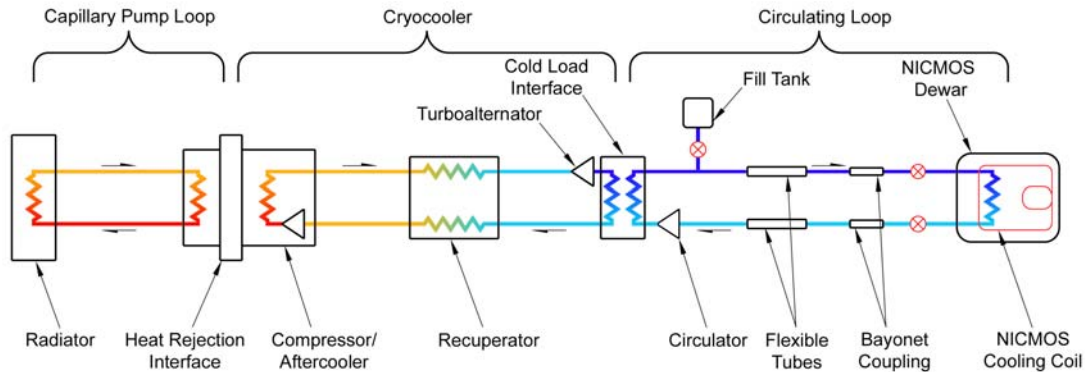 Capillary Pump Loop
Cryocooler
Circulating Loop
Cold Load
Interface
Turboalternator
Fill Tank
NICMOS
Dewar
Radiator
Heat Rejection
Interface
Compressor/
Aftercooler
Recuperator
Circulator
Flexible
Tubes
Bayonet
Coupling
NICMOS
Cooling Coil